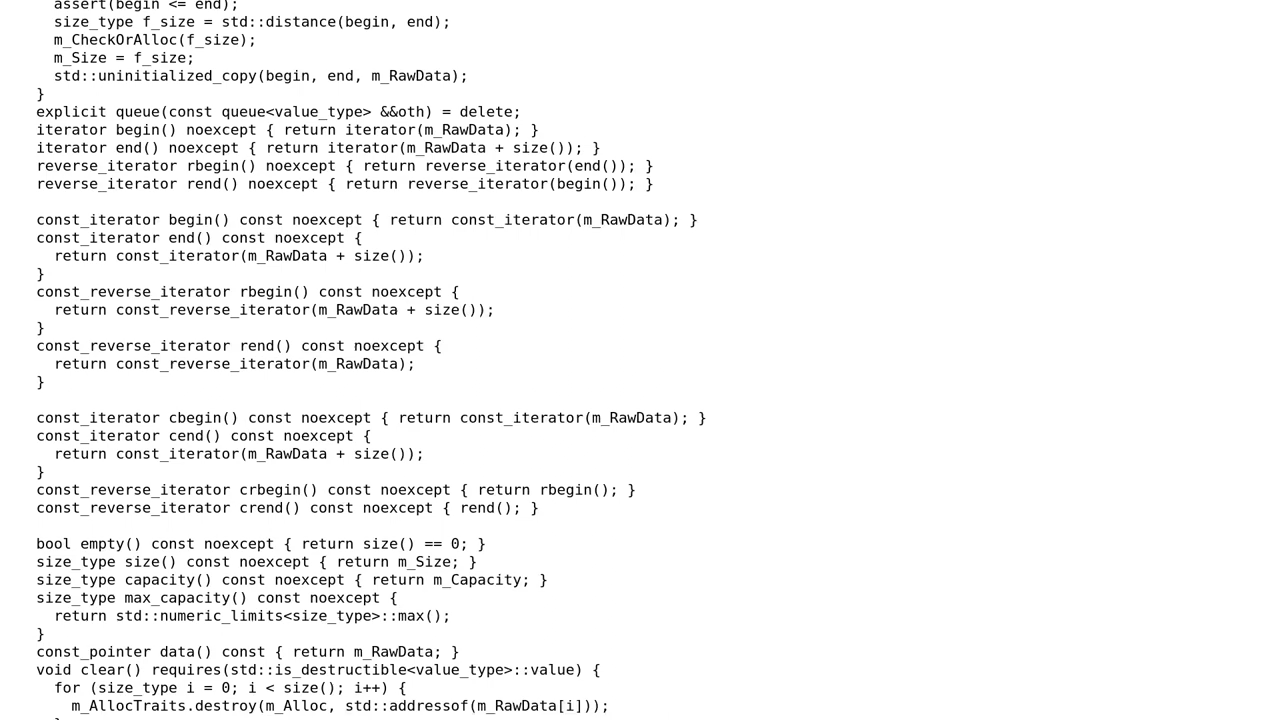 assert(begin <= end);
size_type f_size = std::distance(begin, end);
m_CheckOrAlloc(f_size);
m_Size = f_size;
std::uninitialized_copy(begin, end, m_RawData);
}
explicit queue(const queue<value_type> &&oth) = delete;
iterator begin() noexcept { return iterator(m_RawData); }
iterator end() noexcept { return iterator(m_RawData + size()); }
reverse_iterator rbegin() noexcept { return reverse_iterator(end()); }
reverse_iterator rend() noexcept { return reverse_iterator(begin()); }
const_iterator begin() const noexcept { return const_iterator(m_RawData); }
const_iterator end() const noexcept {
return const_iterator(m_RawData + size());
}
const_reverse_iterator rbegin() const noexcept {
return const_reverse_iterator(m_RawData + size());
}
const_reverse_iterator rend() const noexcept {
return const_reverse_iterator(m_RawData);
}
const_iterator cbegin() const noexcept { return const_iterator(m_RawData); }
const_iterator cend() const noexcept {
return const_iterator(m_RawData + size());
}
const_reverse_iterator crbegin() const noexcept { return rbegin(); }
const_reverse_iterator crend() const noexcept { rend(); }
bool empty() const noexcept { return size() == 0; }
size_type size() const noexcept { return m_Size; }
size_type capacity() const noexcept { return m_Capacity; }
size_type max_capacity() const noexcept {
return std::numeric_limits<size_type>::max();
}
const_pointer data() const { return m_RawData; }
void clear() requires(std::is_destructible<value_type>::value) {
for (size_type i = 0; i < size(); i++) {
m_AllocTraits.destroy(m_Alloc, std::addressof(m_RawData[i]));
}